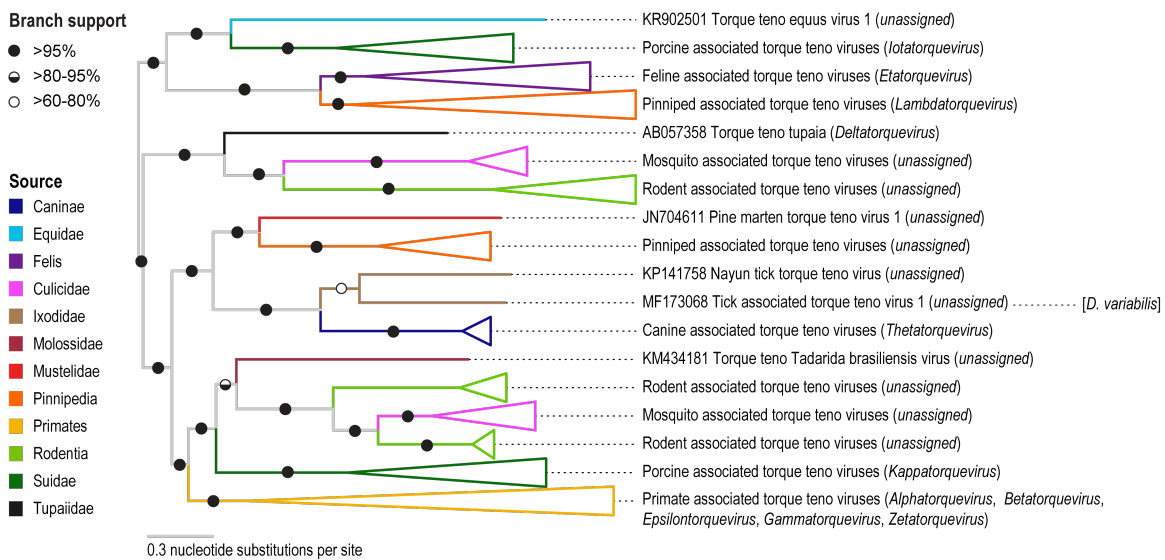 Branch support
>95%
>80-95%
>60-80%
Source
Caninae
Equidae
Felis
Culicidae
Ixodidae
Molossidae
Mustelidae
Pinnipedia
Primates
Rodentia
Suidae
Tupaiidae
KR902501 Torque teno equus virus 1 (unassigned)
Porcine associated torque teno viruses (Iotatorquevirus)
Feline associated torque teno viruses (Etatorquevirus)
Pinniped associated torque teno viruses (Lambdatorquevirus)
AB057358 Torque teno tupaia (Deltatorquevirus)
Mosquito associated torque teno viruses (unassigned)
Rodent associated torque teno viruses (unassigned)
JN704611 Pine marten torque teno virus 1 (unassigned)
Pinniped associated torque teno viruses (unassigned)
KP141758 Nayun tick torque teno virus (unassigned)
MF173068 Tick associated torque teno virus 1 (unassigned) [D. variabilis]
Canine associated torque teno viruses (Thetatorquevirus)
KM434181 Torque teno Tadarida brasiliensis virus (unassigned)
Rodent associated torque teno viruses (unassigned)
Mosquito associated torque teno viruses (unassigned)
Rodent associated torque teno viruses (unassigned)
Porcine associated torque teno viruses (Kappatorquevirus)
Primate associated torque teno viruses (Alphatorquevirus, Betatorquevirus,
Epsilontorquevirus, Gammatorquevirus, Zetatorquevirus)
0.3 nucleotide substitutions per site